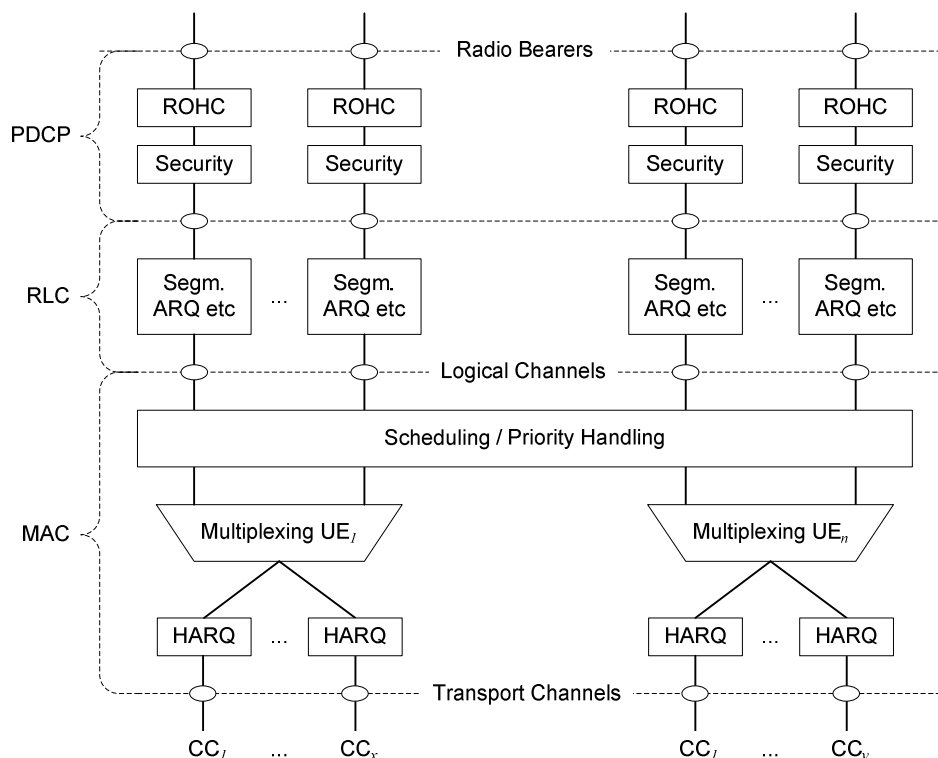 Radio Bearers
ROHC ROHC ROHC ROHC
PDCP
Security Security Security Security
Segm. Segm. Segm. Segm.
ARQ etc ... ARQ etc ARQ etc ... ARQ etc
RLC
Logical Channels
Scheduling / Priority Handling
MAC
Multiplexing UE1 Multiplexing UEn
HARQ ... HARQ HARQ ... HARQ
Transport Channels
CC1 ... CCx CC1 ... CCy